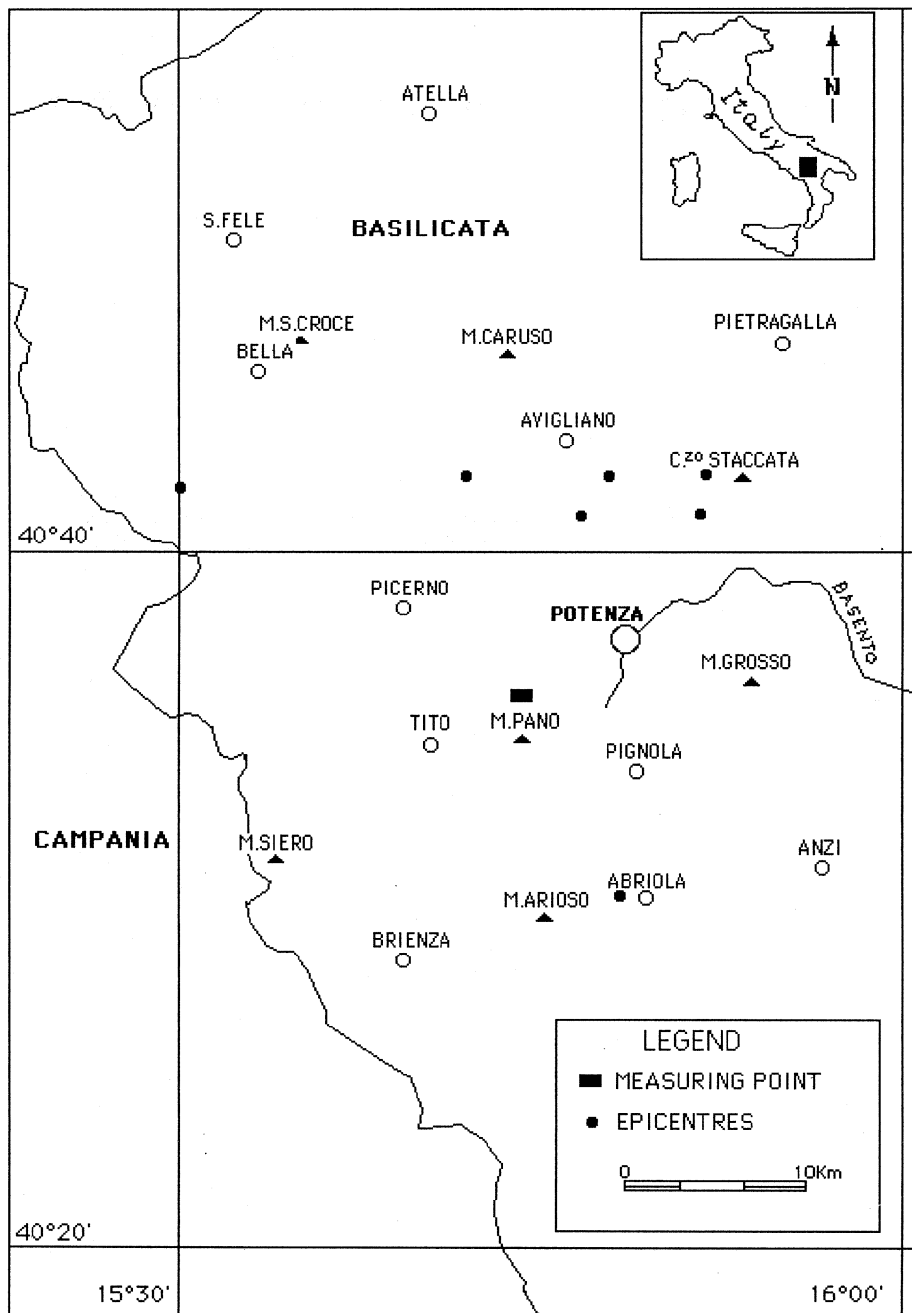 ATELLA
N
Italy
S.FELE
BASILICATA
M.S.CROCE
BELLA
M.CARUSO
PIETRAGALLA
AVIGLIANO
C.ZO STACCATA
40°40'
PICERNO
POTENZA
BASENTO
M.GROSSO
TITO
M.PANO
PIGNOLA
CAMPANIA
M.SIERO
ANZI
ABRIOLA
M.ARIOSO
BRIENZA
LEGEND
MEASURING POINT
EPICENTRES
0 10Km
40°20'
15°30' 16°00'